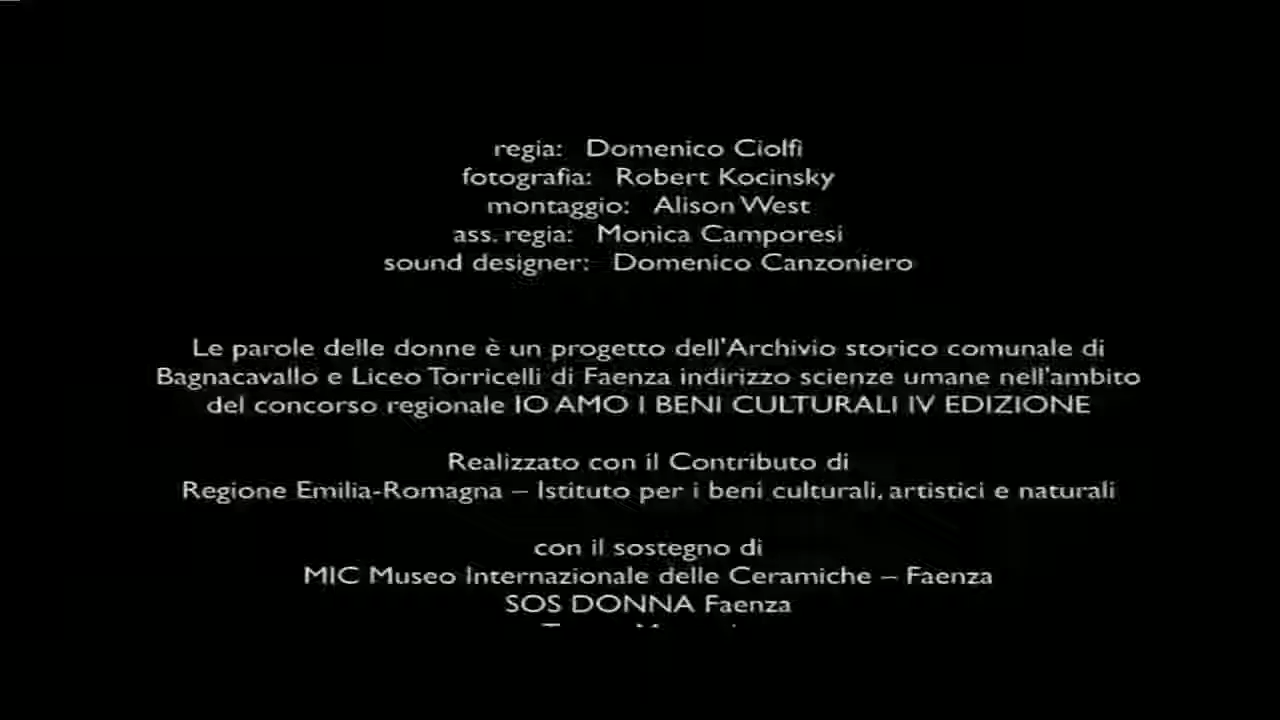 regia: Domenico Ciolfi
fotografia: Robert Kocinsky
montaggio: Alison West
ass. regia: Monica Camporesi
sound designer: Domenico Canzoniero
Le parole delle donne è un progetto dell'Archivio storico comunale di
Bagnacavallo e Liceo Torricelli di Faenza indirizzo scienze umane nell'ambito
del concorso regionale IO AMO I BENI CULTURALI IV EDIZIONE
Realizzato con il Contributo di
Regione Emilia-Romagna – Istituto per i beni culturali, artistici e naturali
con il sostegno di
MIC Museo Internazionale delle Ceramiche – Faenza
SOS DONNA Faenza